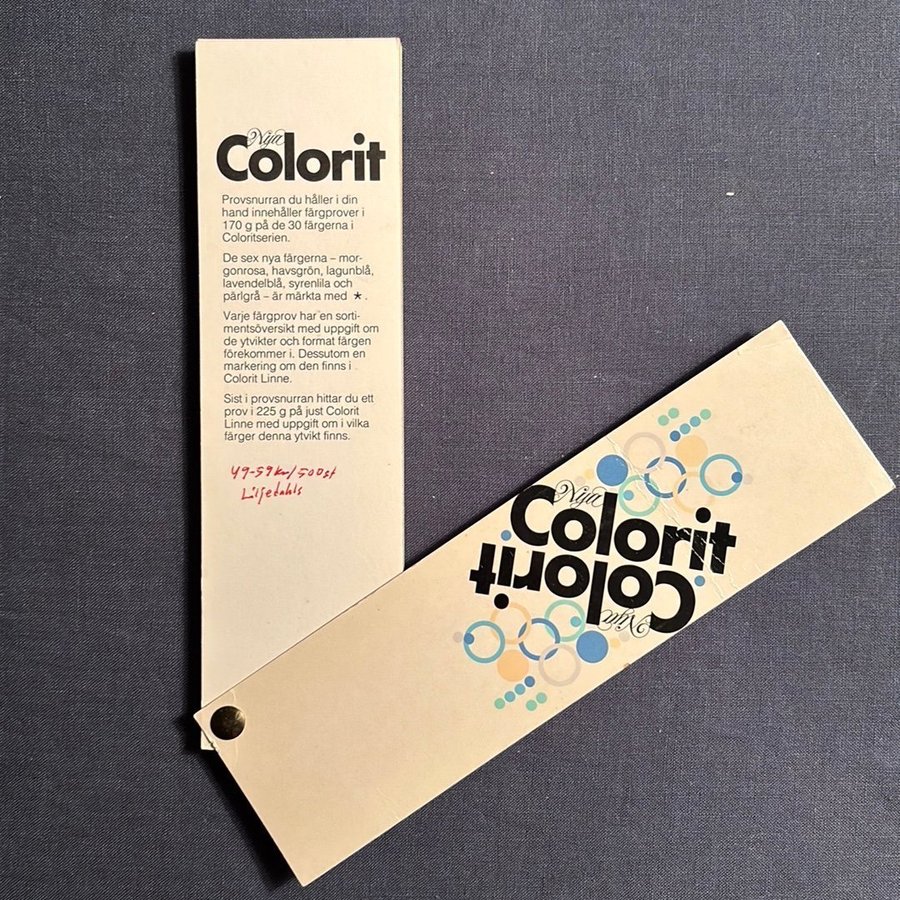 Nya
Colorit
Provsnurran du håller i din
hand innehåller färgprover i
170 g på de 30 färgerna i
Coloritserien.
De sex nya färgerna – mor-
gonrosa, havsgrön, lagunblå,
lavendelblå, syrenlila och
pärlgrå – är märkta med ★.
Varje färgprov har en sorti-
mentsöversikt med uppgift om
de ytvikter och format färgen
förekommer i. Dessutom en
markering om den finns i
Colorit Linne.
Sist i provsnurran hittar du ett
prov i 225 g på just Colorit
Linne med uppgift om i vilka
färger denna ytvikt finns.
49-59kr/500st
Liljedahls
Nya
Colorit
Colorit
Nya